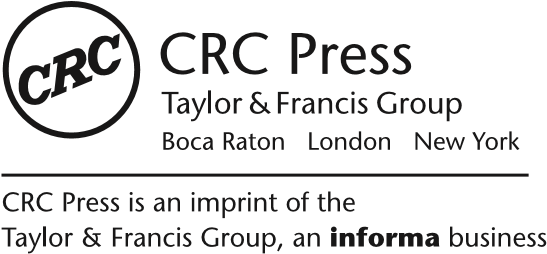 CRC
CRC Press
Taylor & Francis Group
Boca Raton London New York
CRC Press is an imprint of the
Taylor & Francis Group, an informa business